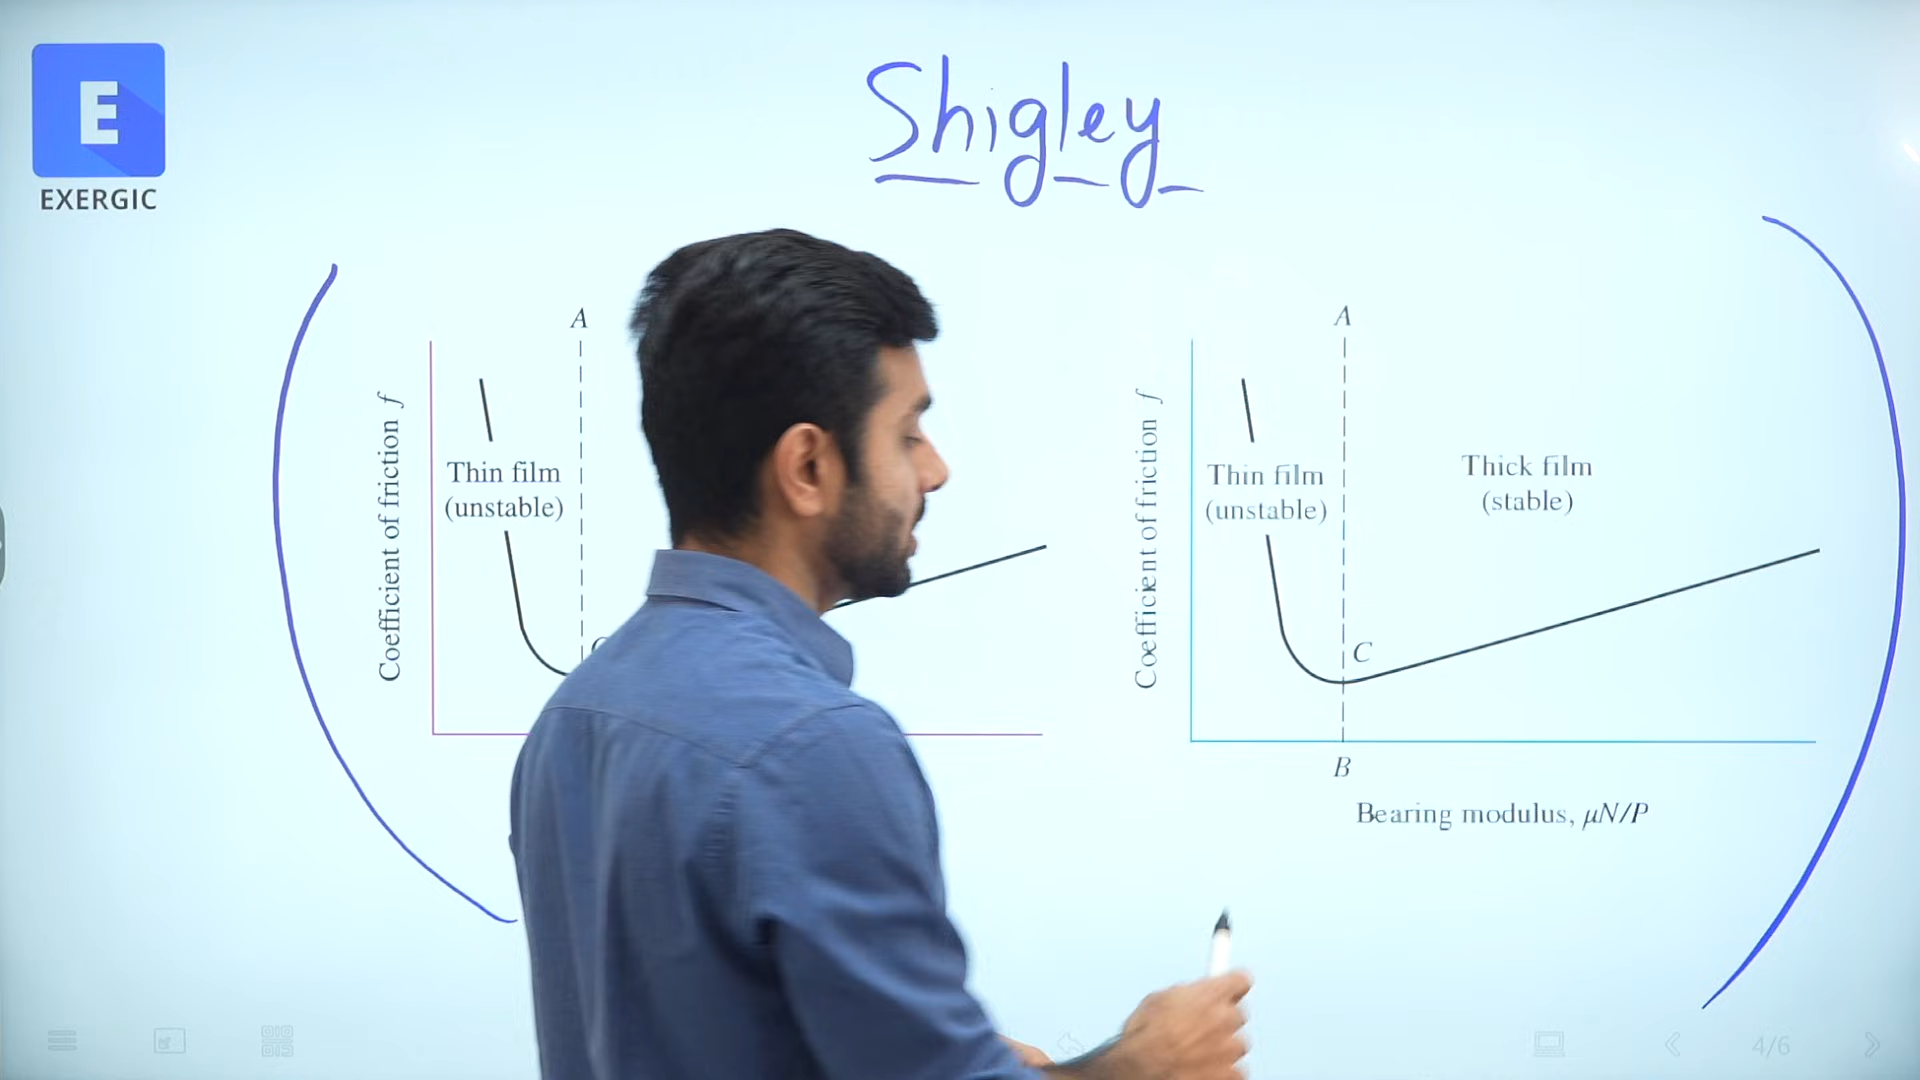 E
EXERGIC
Shigley
A
Coefficient of friction f
Thin film
(unstable)
A
Coefficient of friction f
Thin film
(unstable)
Thick film
(stable)
C
B
Bearing modulus, μN/P
4/6